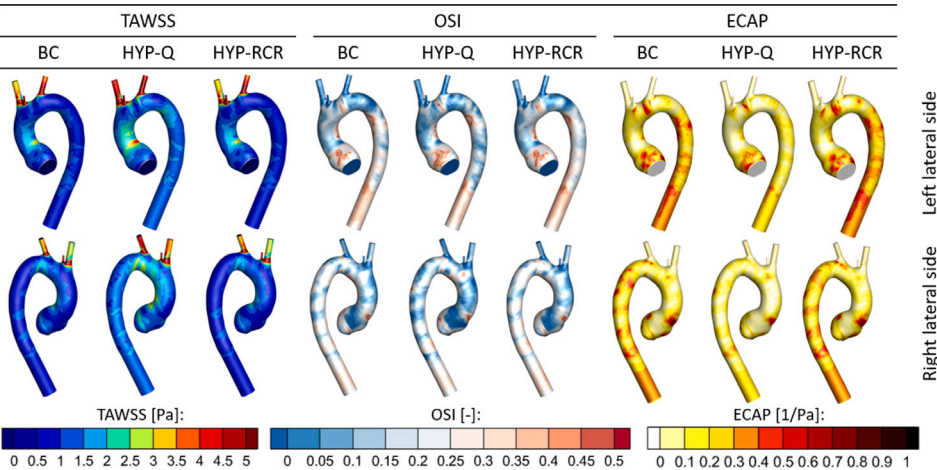 TAWSS OSI ECAP
BC HYP-Q HYP-RCR BC HYP-Q HYP-RCR BC HYP-Q HYP-RCR
Left lateral side
Right lateral side
TAWSS [Pa]: OSI [-]: ECAP [1/Pa]:
0 0.5 1 1.5 2 2.5 3 3.5 4 4.5 5 0 0.05 0.1 0.15 0.2 0.25 0.3 0.35 0.4 0.45 0.5 0 0.1 0.2 0.3 0.4 0.5 0.6 0.7 0.8 0.9 1